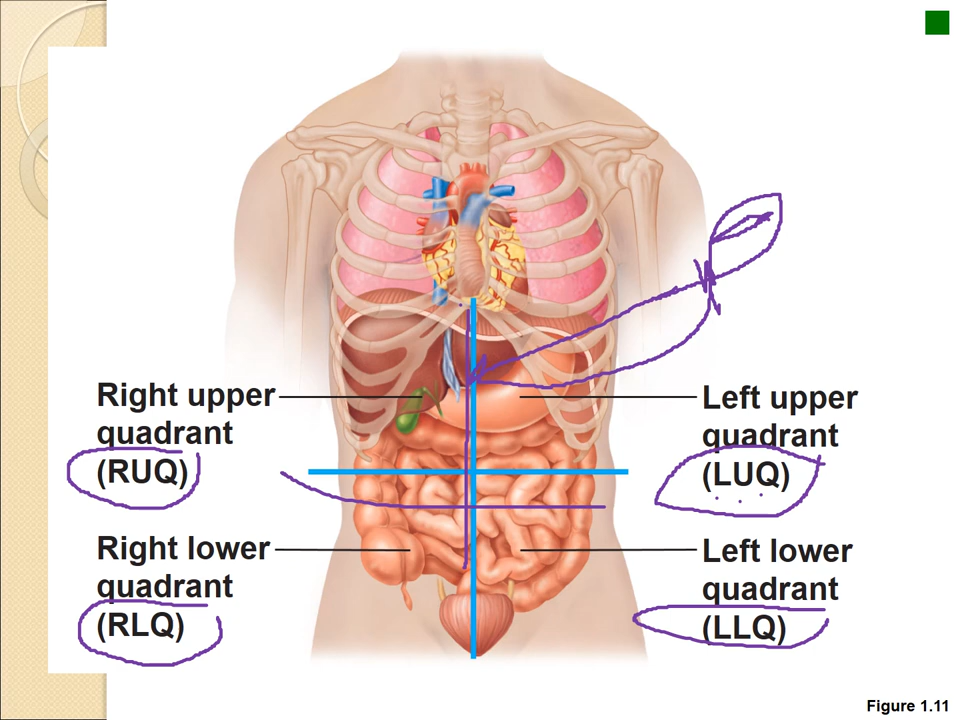 Right upper
quadrant
(RUQ)
Left upper
quadrant
(LUQ)
Right lower
quadrant
(RLQ)
Left lower
quadrant
(LLQ)
Figure 1.11